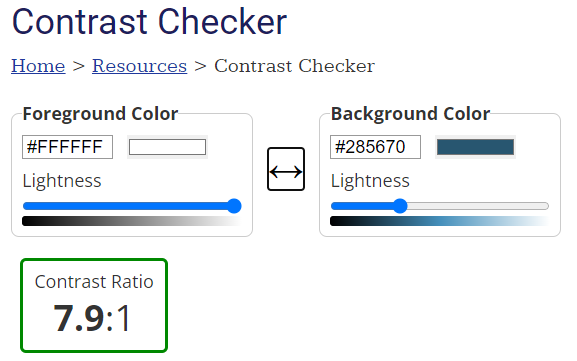 Contrast Checker
Home > Resources > Contrast Checker
Foreground Color
#FFFFFF
Lightness
Background Color
#285670
Lightness
Contrast Ratio
7.9:1